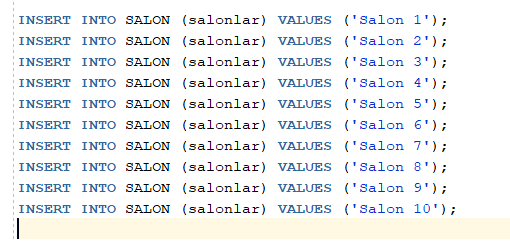 INSERT INTO SALON (salonlar) VALUES ('Salon 1');
INSERT INTO SALON (salonlar) VALUES ('Salon 2');
INSERT INTO SALON (salonlar) VALUES ('Salon 3');
INSERT INTO SALON (salonlar) VALUES ('Salon 4');
INSERT INTO SALON (salonlar) VALUES ('Salon 5');
INSERT INTO SALON (salonlar) VALUES ('Salon 6');
INSERT INTO SALON (salonlar) VALUES ('Salon 7');
INSERT INTO SALON (salonlar) VALUES ('Salon 8');
INSERT INTO SALON (salonlar) VALUES ('Salon 9');
INSERT INTO SALON (salonlar) VALUES ('Salon 10');